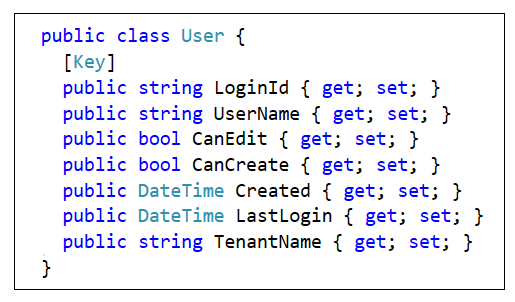 public class User {
[Key]
public string LoginId { get; set; }
public string UserName { get; set; }
public bool CanEdit { get; set; }
public bool CanCreate { get; set; }
public DateTime Created { get; set; }
public DateTime LastLogin { get; set; }
public string TenantName { get; set; }
}